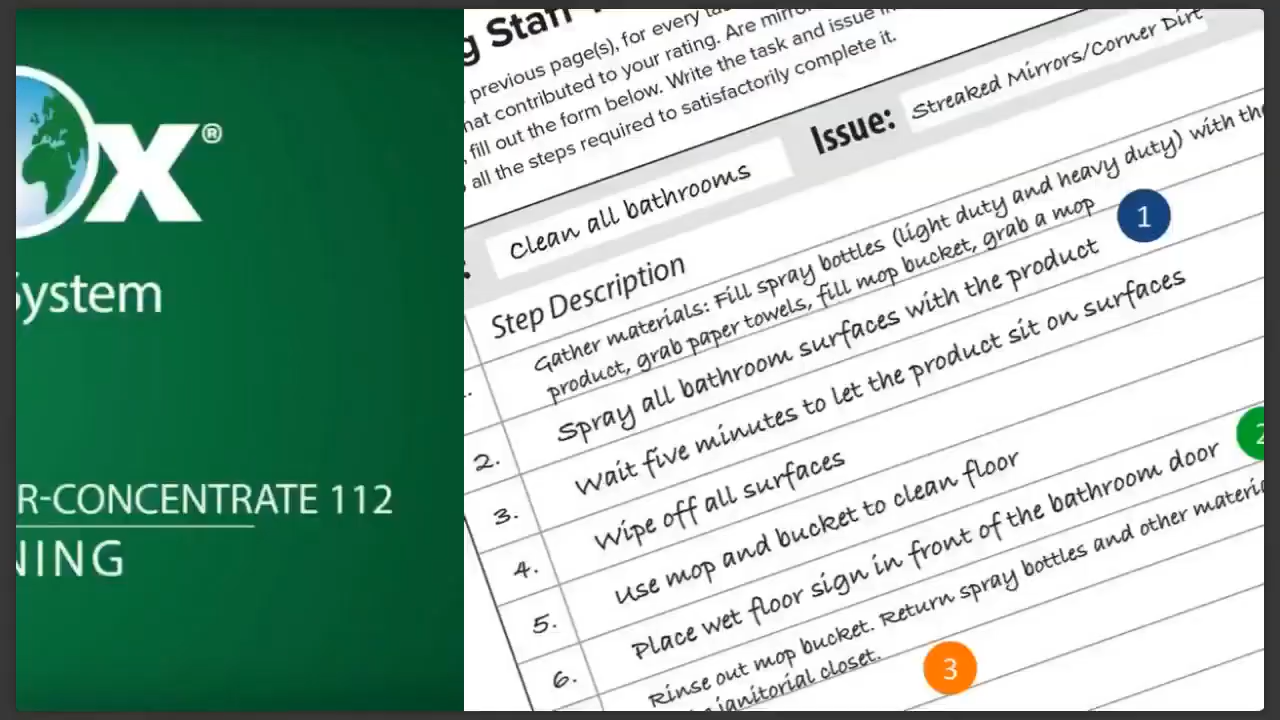 X®
System
R-CONCENTRATE 112
NING
g Staff
previous page(s), for every
that contributed to your rating. Are
fill out the form below. Write the task and issue in
all the steps required to satisfactorily complete it.
Clean all bathrooms
Issue: Streaked Mirrors/Corner Dirt
Step Description
1. Gather materials: Fill spray bottles (light duty and heavy duty) with the
product, grab paper towels, fill mop bucket, grab a mop
1
2. Spray all bathroom surfaces with the product
3. Wait five minutes to let the product sit on surfaces
4. Wipe off all surfaces
5. Use mop and bucket to clean floor
6. Place wet floor sign in front of the bathroom door
2
Rinse out mop bucket. Return spray bottles and other
janitorial closet.
3